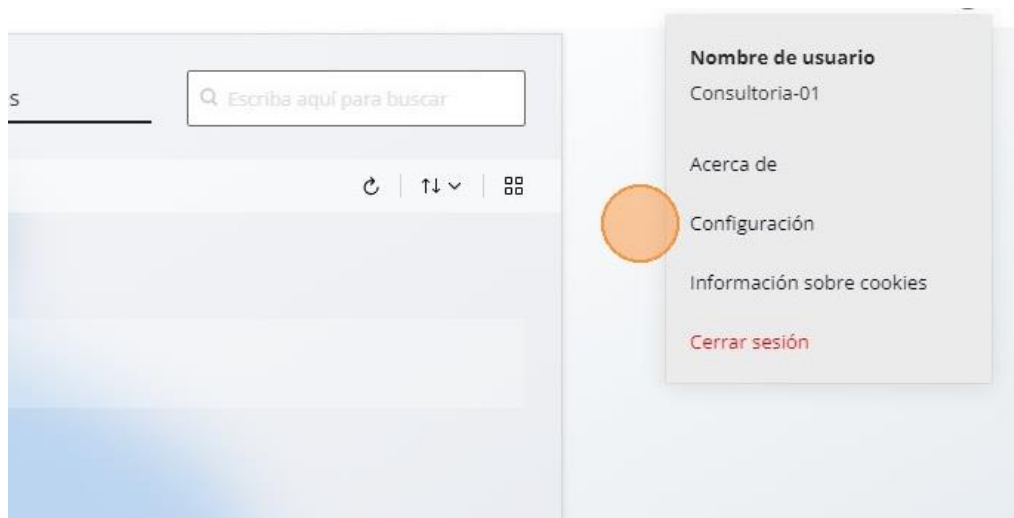 Nombre de usuario
Consultoria-01
s
Escriba aquí para buscar
Acerca de
Configuración
Información sobre cookies
Cerrar sesión